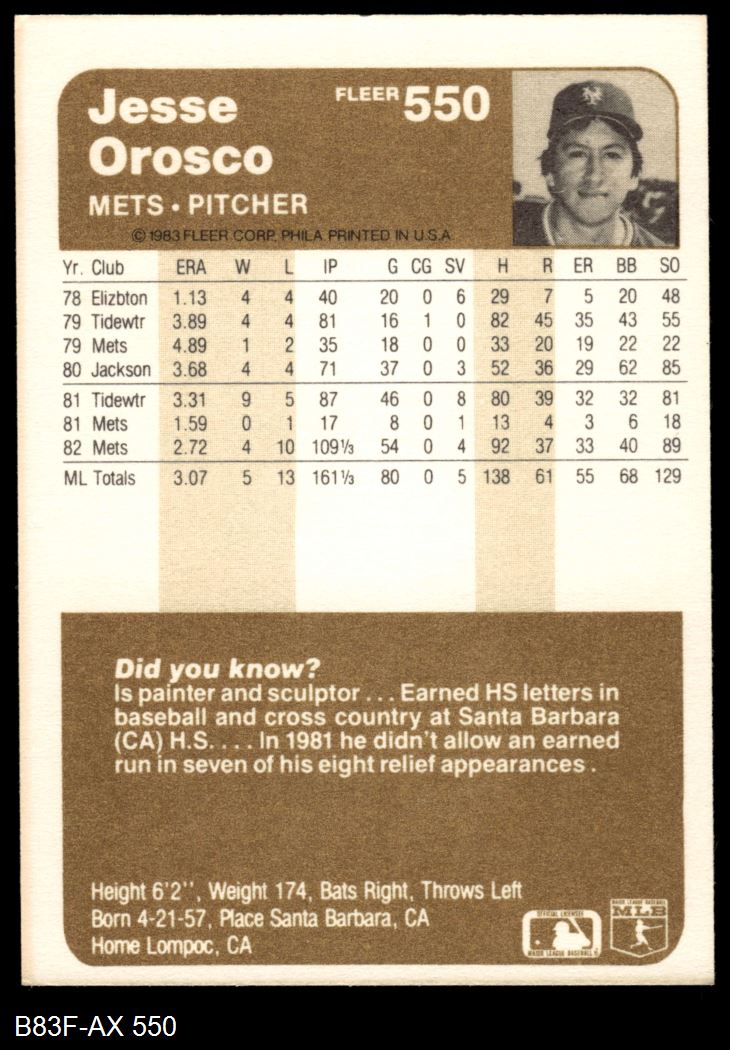 Jesse
Orosco
FLEER 550
METS • PITCHER
© 1983 FLEER CORP. PHILA. PRINTED IN U.S.A.
Yr. Club ERA W L IP G CG SV H R ER BB SO
78 Elizbton 1.13 4 4 40 20 0 6 29 7 5 20 48
79 Tidewtr 3.89 4 4 81 16 1 0 82 45 35 43 55
79 Mets 4.89 1 2 35 18 0 0 33 20 19 22 22
80 Jackson 3.68 4 4 71 37 0 3 52 36 29 62 85
81 Tidewtr 3.31 9 5 87 46 0 8 80 39 32 32 81
81 Mets 1.59 0 1 17 8 0 1 13 4 3 6 18
82 Mets 2.72 4 10 109⅓ 54 0 4 92 37 33 40 89
ML Totals 3.07 5 13 161⅓ 80 0 5 138 61 55 68 129
Did you know?
Is painter and sculptor . . . Earned HS letters in
baseball and cross country at Santa Barbara
(CA) H.S. . . . In 1981 he didn't allow an earned
run in seven of his eight relief appearances .
Height 6'2'', Weight 174, Bats Right, Throws Left
Born 4-21-57, Place Santa Barbara, CA
Home Lompoc, CA
OFFICIAL LICENSEE
MAJOR LEAGUE BASEBALL
MAJOR LEAGUE BASEBALL
MLB
B83F-AX 550